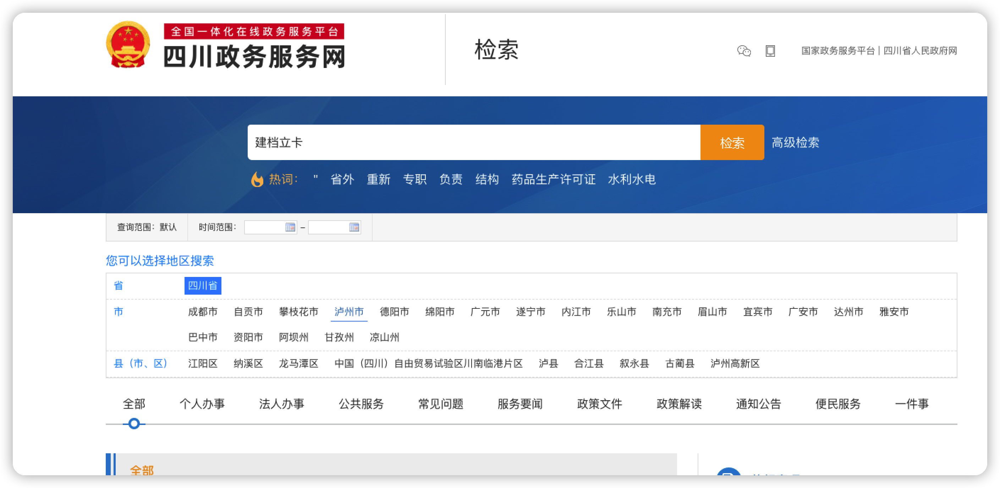 全国一体化在线政务服务平台
四川政务服务网
检索
国家政务服务平台 | 四川省人民政府网
建档立卡
检索
高级检索
热词： " 省外 重新 专职 负责 结构 药品生产许可证 水利水电
查询范围：默认 时间范围： –
您可以选择地区搜索
省 四川省
市 成都市 自贡市 攀枝花市 泸州市 德阳市 绵阳市 广元市 遂宁市 内江市 乐山市 南充市 眉山市 宜宾市 广安市 达州市 雅安市
巴中市 资阳市 阿坝州 甘孜州 凉山州
县（市、区） 江阳区 纳溪区 龙马潭区 中国（四川）自由贸易试验区川南临港片区 泸县 合江县 叙永县 古蔺县 泸州高新区
全部 个人办事 法人办事 公共服务 常见问题 服务要闻 政策文件 政策解读 通知公告 便民服务 一件事
全部